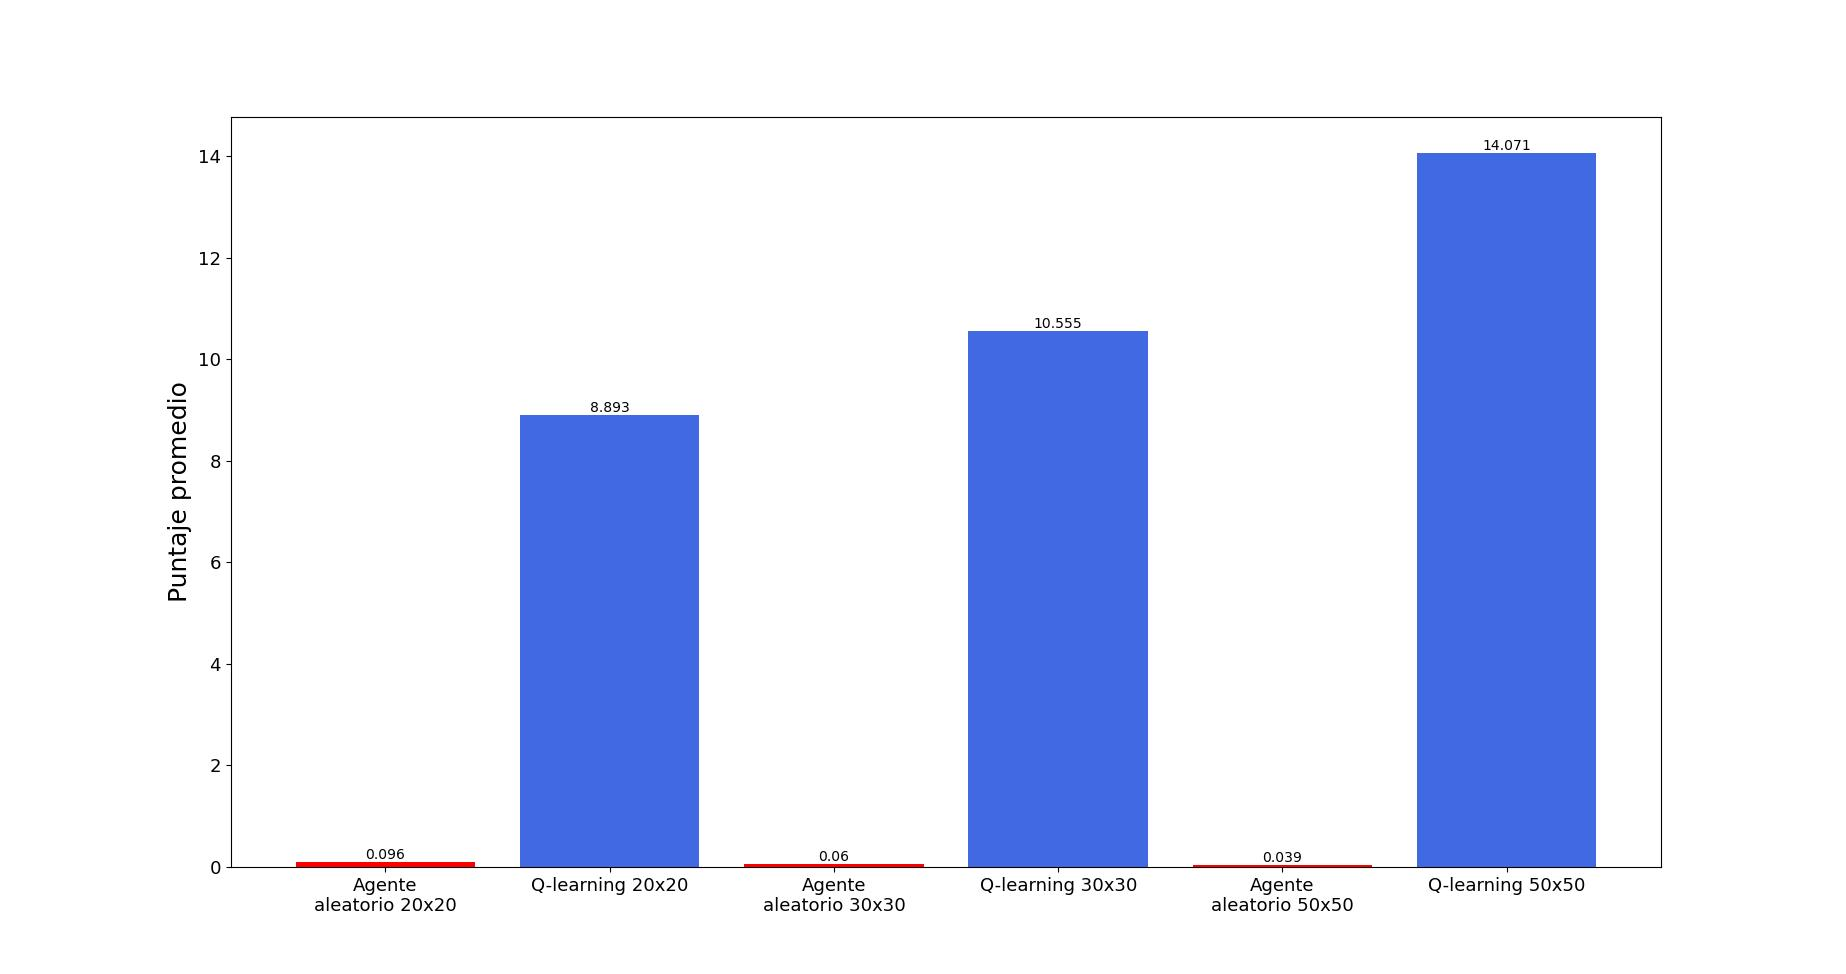 Puntaje promedio
14
12
10
8
6
4
2
0
0.096
8.893
0.06
10.555
0.039
14.071
Agente
aleatorio 20x20
Q-learning 20x20
Agente
aleatorio 30x30
Q-learning 30x30
Agente
aleatorio 50x50
Q-learning 50x50